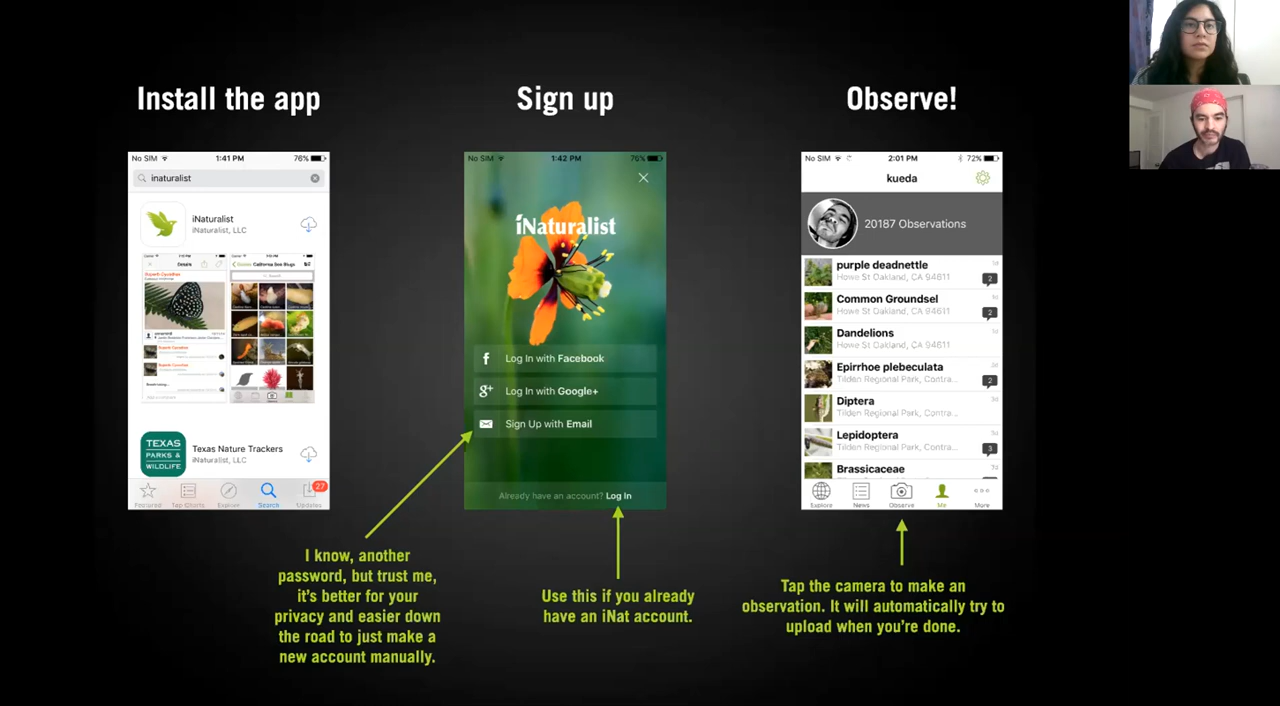 Install the app
Sign up
Observe!
No SIM 1:41 PM 76%
inaturalist
iNaturalist
iNaturalist, LLC
Details
Texas Nature Trackers
iNaturalist, LLC
TEXAS
PARKS &
WILDLIFE
27
Featured Top Charts Explore Search Updates
No SIM 1:42 PM 76%
iNaturalist
f Log In with Facebook
g+ Log In with Google+
Sign Up with Email
Already have an account? Log In
No SIM 2:01 PM 72%
kueda
20187 Observations
purple deadnettle
Howe St Oakland, CA 94611
2
Common Groundsel
Howe St Oakland, CA 94611
2
Dandelions
Howe St Oakland, CA 94611
Epirrhoe plebeculata
Tilden Regional Park, Contra...
2
Diptera
Tilden Regional Park, Contra...
Lepidoptera
Tilden Regional Park, Contra...
3
Brassicaceae
Explore News Observe Me More
I know, another
password, but trust me,
it's better for your
privacy and easier down
the road to just make a
new account manually.
Use this if you already
have an iNat account.
Tap the camera to make an
observation. It will automatically try to
upload when you're done.